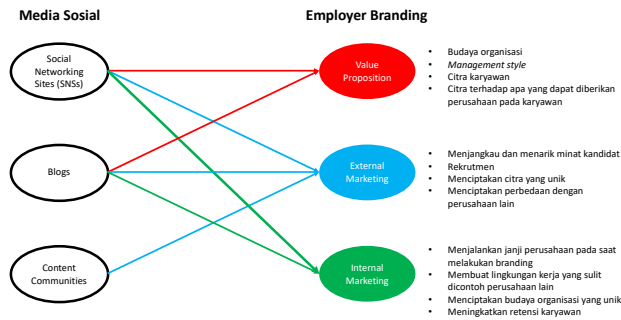 Media Sosial
Employer Branding
Social
Networking
Sites (SNSs)
Value
Proposition
• Budaya organisasi
• Management style
• Citra karyawan
• Citra terhadap apa yang dapat diberikan
perusahaan pada karyawan
Blogs
External
Marketing
• Menjangkau dan menarik minat kandidat
• Rekrutmen
• Menciptakan citra yang unik
• Menciptakan perbedaan dengan
perusahaan lain
Content
Communities
Internal
Marketing
• Menjalankan janji perusahaan pada saat
melakukan branding
• Membuat lingkungan kerja yang sulit
dicontoh perusahaan lain
• Menciptakan budaya organisasi yang unik
• Meningkatkan retensi karyawan